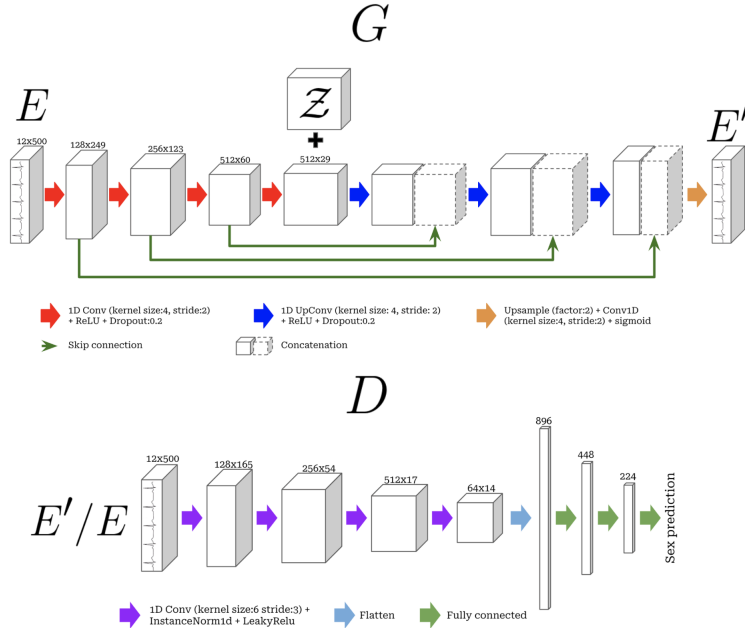 G
E
Z
+
E'
12x500
128x249
256x123
512x60
512x29
1D Conv (kernel size:4, stride:2)
+ ReLU + Dropout:0.2
1D UpConv (kernel size: 4, stride: 2)
+ ReLU + Dropout:0.2
Upsample (factor:2) + Conv1D
(kernel size:4, stride:2) + sigmoid
Skip connection
Concatenation
D
E'/E
12x500
128x165
256x54
512x17
64x14
896
448
224
Sex prediction
1D Conv (kernel size:6 stride:3) +
InstanceNorm1d + LeakyRelu
Flatten
Fully connected